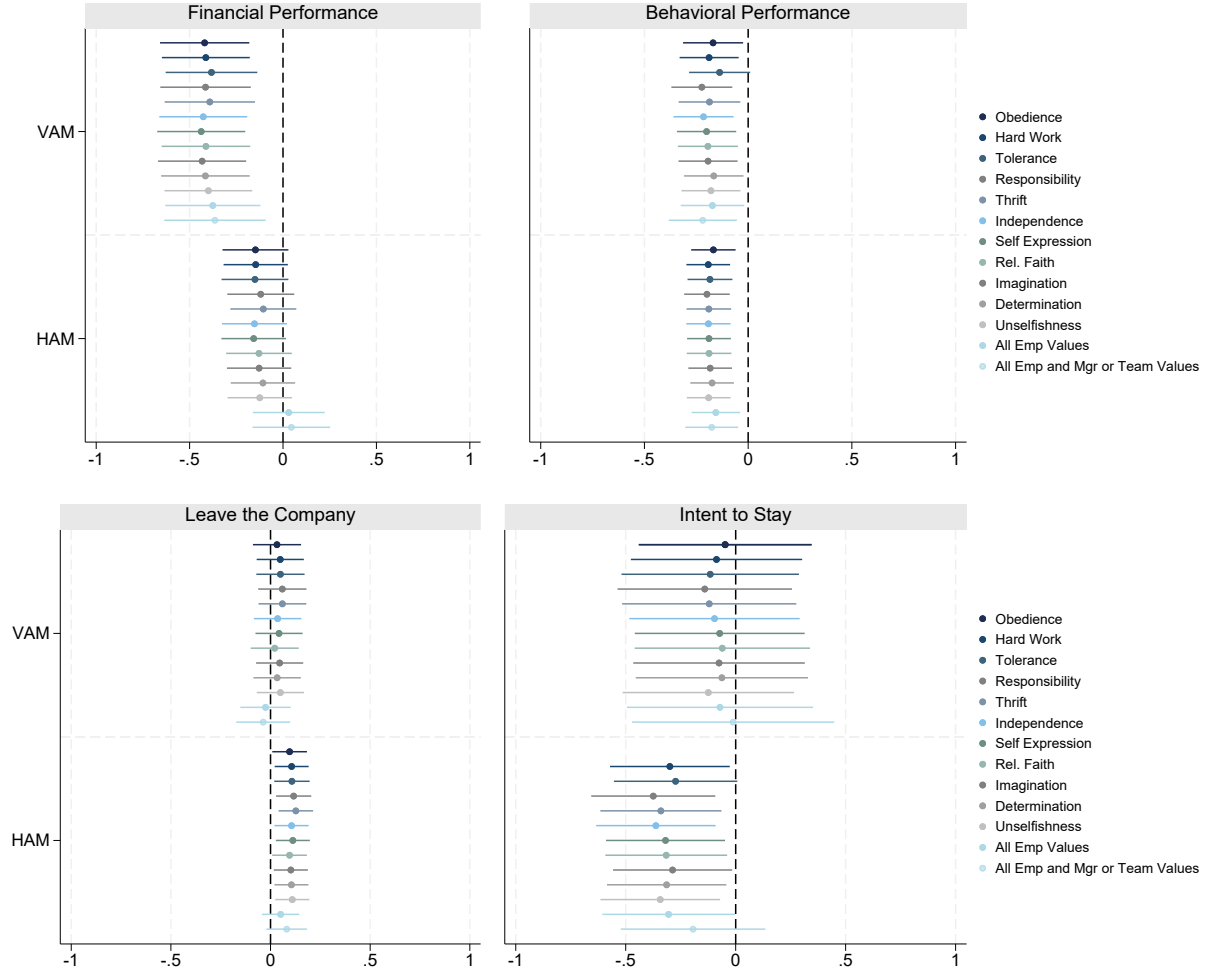 Financial Performance
Behavioral Performance
VAM
HAM
-1 -.5 0 .5 1
-1 -.5 0 .5 1
Obedience
Hard Work
Tolerance
Responsibility
Thrift
Independence
Self Expression
Rel. Faith
Imagination
Determination
Unselfishness
All Emp Values
All Emp and Mgr or Team Values
Leave the Company
Intent to Stay
VAM
HAM
-1 -.5 0 .5 1
-1 -.5 0 .5 1
Obedience
Hard Work
Tolerance
Responsibility
Thrift
Independence
Self Expression
Rel. Faith
Imagination
Determination
Unselfishness
All Emp Values
All Emp and Mgr or Team Values